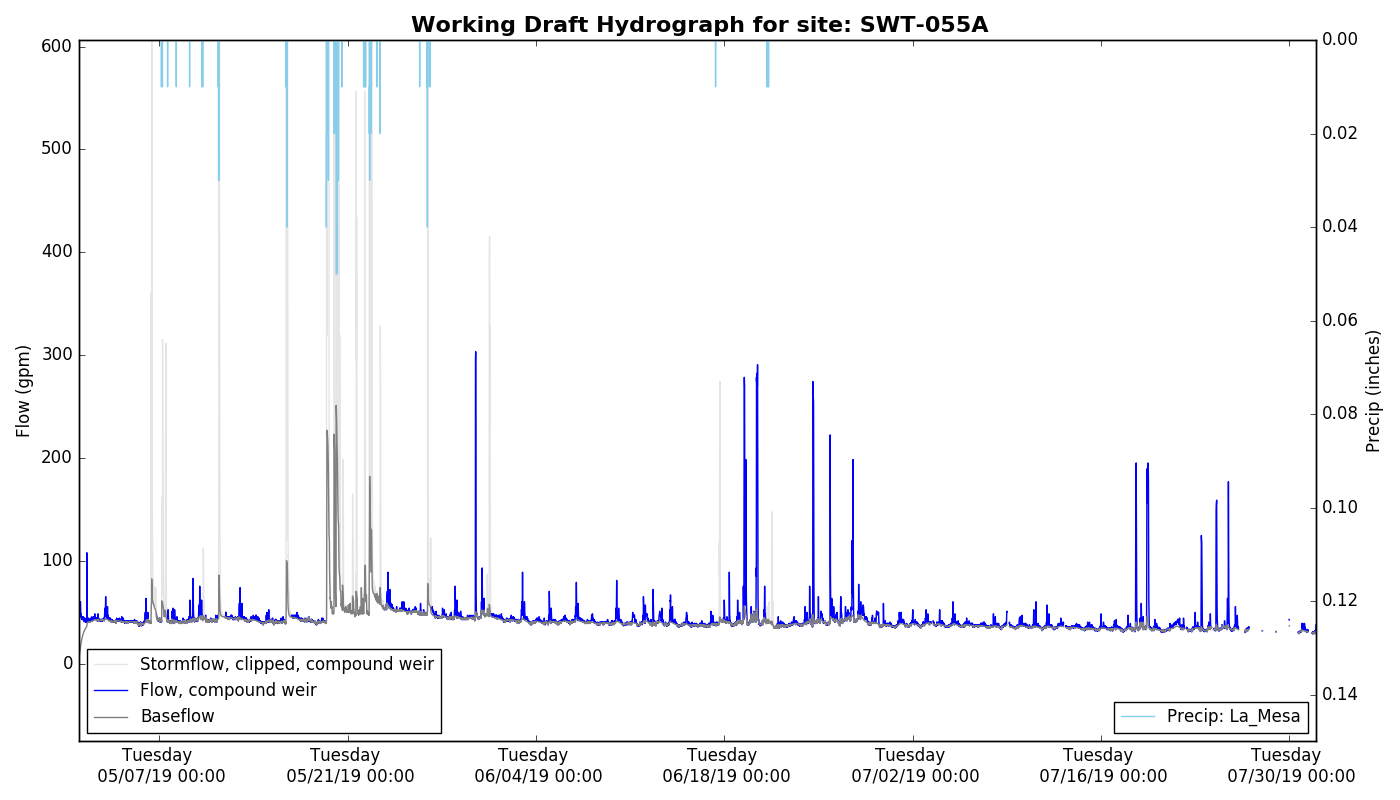 Working Draft Hydrograph for site: SWT-055A
600
500
400
300
200
100
0
Flow (gpm)
0.00
0.02
0.04
0.06
0.08
0.10
0.12
0.14
Precip (inches)
Stormflow, clipped, compound weir
Flow, compound weir
Baseflow
Precip: La_Mesa
Tuesday
05/07/19 00:00
Tuesday
05/21/19 00:00
Tuesday
06/04/19 00:00
Tuesday
06/18/19 00:00
Tuesday
07/02/19 00:00
Tuesday
07/16/19 00:00
Tuesday
07/30/19 00:00